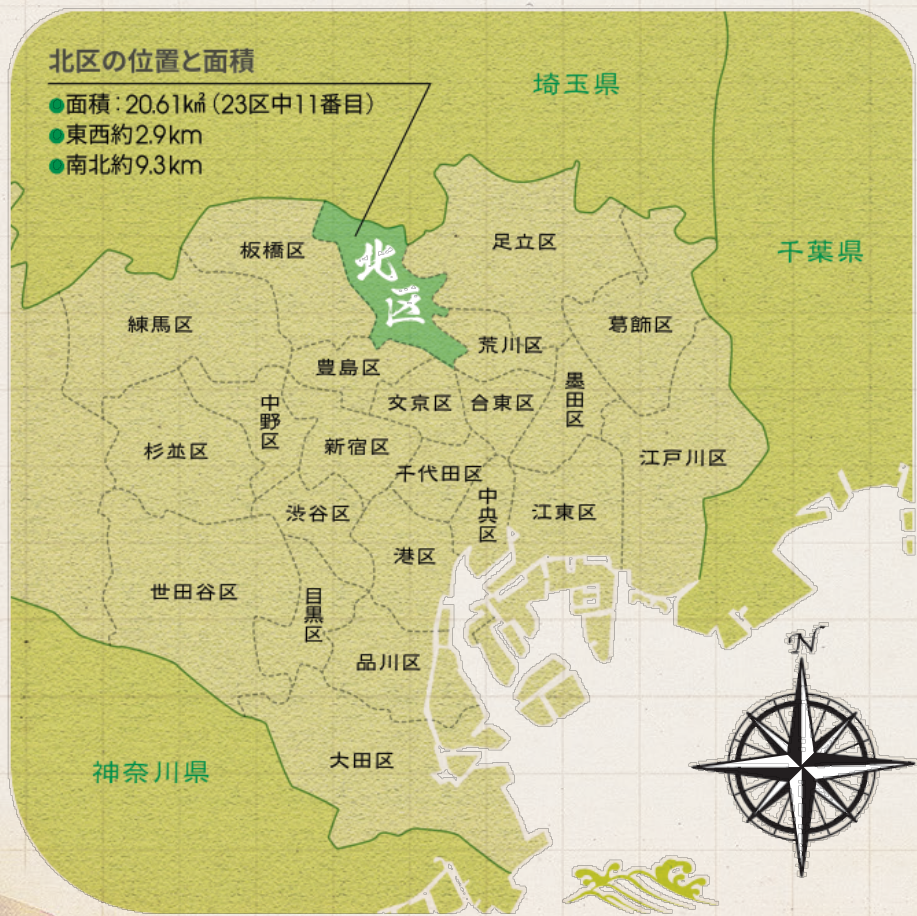 北区の位置と面積
●面積：20.61㎢（23区中11番目）
●東西約2.9km
●南北約9.3km
埼玉県
千葉県
足立区
板橋区
北区
練馬区
葛飾区
荒川区
豊島区
文京区
台東区
墨田区
中野区
杉並区
新宿区
千代田区
江戸川区
渋谷区
中央区
江東区
港区
世田谷区
目黒区
品川区
大田区
神奈川県
N